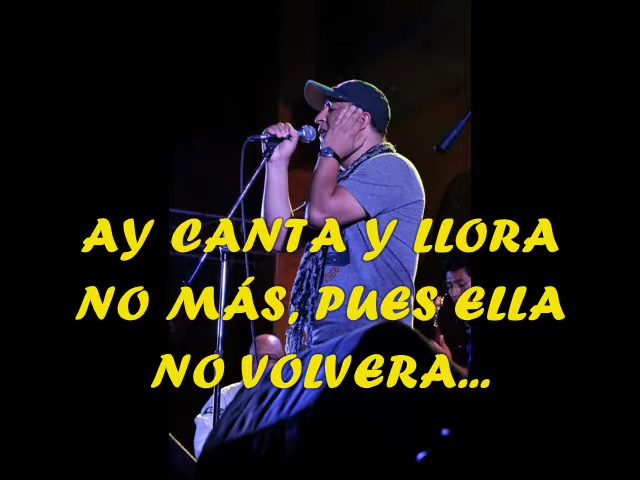 AY CANTA Y LLORA
NO MÁS, PUES ELLA
NO VOLVERA...